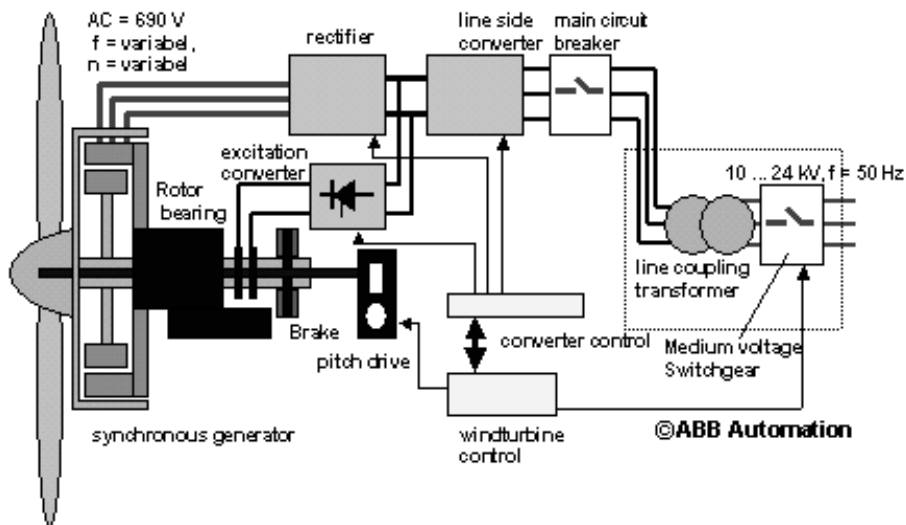 AC = 690 V
f = variabel,
n = variabel
rectifier
line side
converter
main circuit
breaker
excitation
converter
10 ... 24 kV, f = 50 Hz
Rotor
bearing
line coupling
transformer
Brake
pitch drive
converter control
Medium voltage
Switchgear
synchronous generator
windturbine
control
©ABB Automation